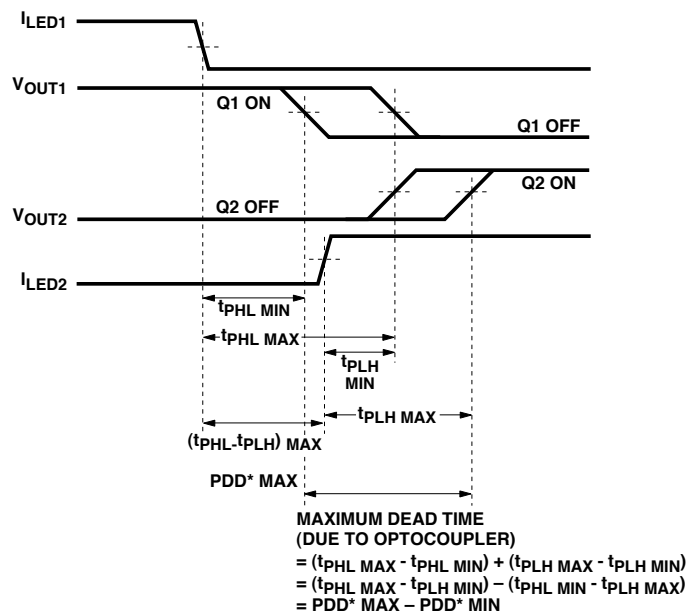 ILED1
VOUT1
Q1 ON
Q1 OFF
Q2 ON
Q2 OFF
VOUT2
ILED2
tPHL MIN
tPHL MAX
tPLH
MIN
tPLH MAX
(tPHL-tPLH) MAX
PDD* MAX
MAXIMUM DEAD TIME
(DUE TO OPTOCOUPLER)
= (tPHL MAX - tPHL MIN) + (tPLH MAX - tPLH MIN)
= (tPHL MAX - tPLH MIN) – (tPHL MIN - tPLH MAX)
= PDD* MAX – PDD* MIN